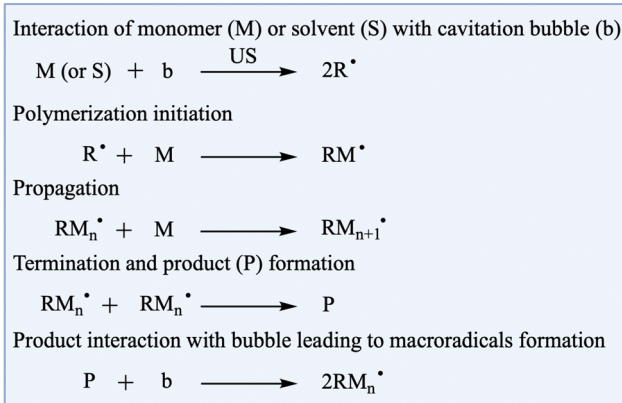 Interaction of monomer (M) or solvent (S) with cavitation bubble (b)
US
M (or S) + b ⟶ 2R•
Polymerization initiation
R• + M ⟶ RM•
Propagation
RMₙ• + M ⟶ RMₙ₊₁•
Termination and product (P) formation
RMₙ• + RMₙ• ⟶ P
Product interaction with bubble leading to macroradicals formation
P + b ⟶ 2RMₙ•